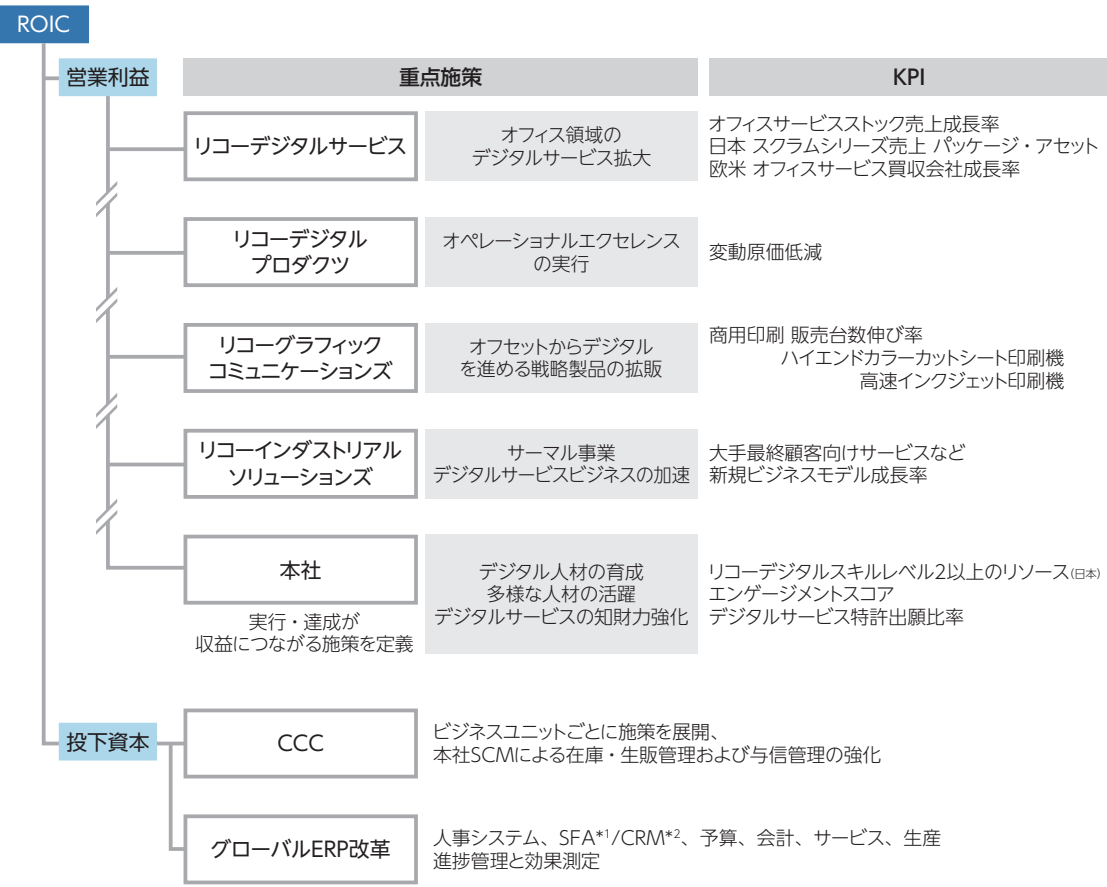 ROIC
営業利益
重点施策
KPI
リコーデジタルサービス
オフィス領域の
デジタルサービス拡大
オフィスサービスストック売上成長率
日本 スクラムシリーズ売上 パッケージ・アセット
欧米 オフィスサービス買収会社成長率
リコーデジタル
プロダクツ
オペレーショナルエクセレンス
の実行
変動原価低減
リコーグラフィック
コミュニケーションズ
オフセットからデジタル
を進める戦略製品の拡販
商用印刷 販売台数伸び率
ハイエンドカラーカットシート印刷機
高速インクジェット印刷機
リコーインダストリアル
ソリューションズ
サーマル事業
デジタルサービスビジネスの加速
大手最終顧客向けサービスなど
新規ビジネスモデル成長率
本社
実行・達成が
収益につながる施策を定義
デジタル人材の育成
多様な人材の活躍
デジタルサービスの知財力強化
リコーデジタルスキルレベル2以上のリソース(日本)
エンゲージメントスコア
デジタルサービス特許出願比率
投下資本
CCC
ビジネスユニットごとに施策を展開、
本社SCMによる在庫・生販管理および与信管理の強化
グローバルERP改革
人事システム、SFA*1/CRM*2、予算、会計、サービス、生産
進捗管理と効果測定